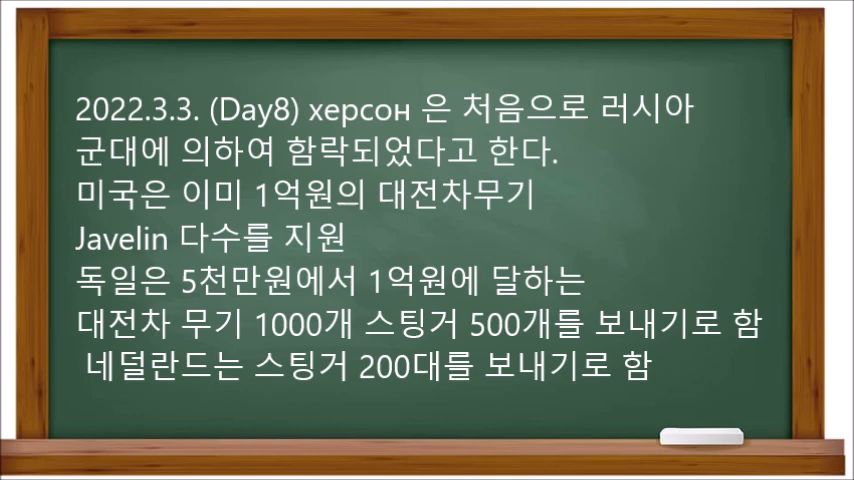 2022.3.3. (Day8) херсон 은 처음으로 러시아
군대에 의하여 함락되었다고 한다.
미국은 이미 1억원의 대전차무기
Javelin 다수를 지원
독일은 5천만원에서 1억원에 달하는
대전차 무기 1000개 스팅거 500개를 보내기로 함
네덜란드는 스팅거 200대를 보내기로 함